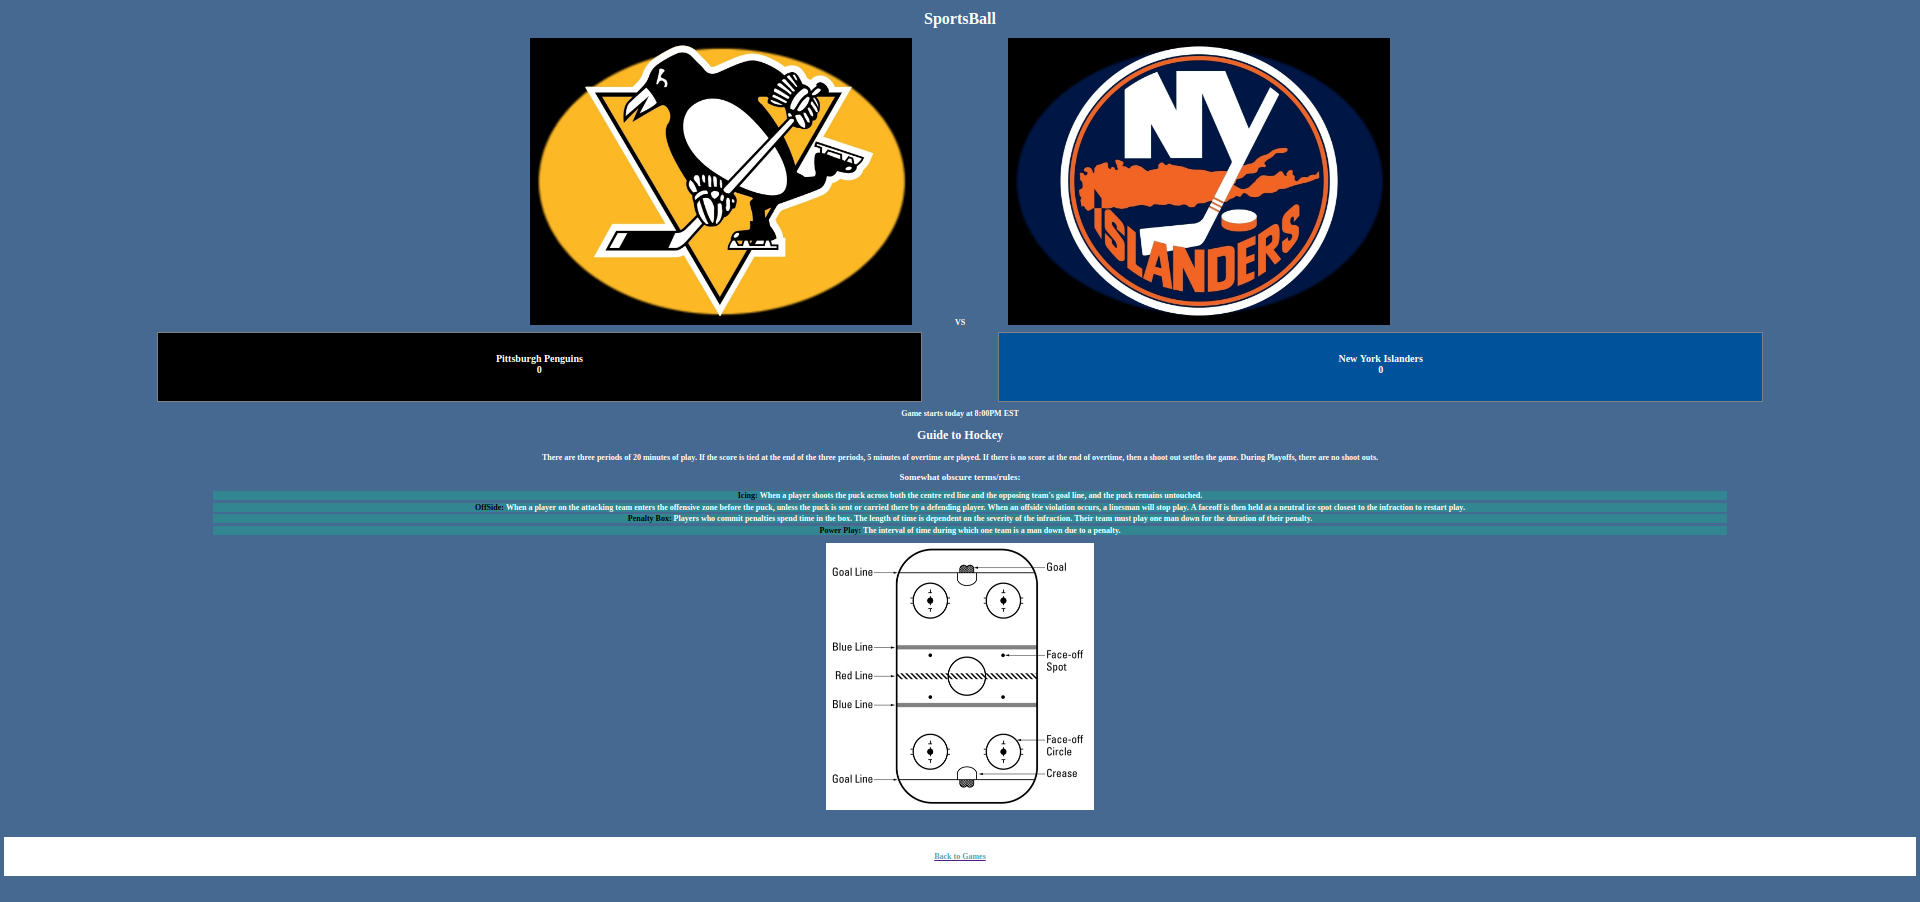 SportsBall
NY
ISLANDERS
vs
Pittsburgh Penguins
0
New York Islanders
0
Game starts today at 8:00PM EST
Guide to Hockey
There are three periods of 20 minutes of play. If the score is tied at the end of the three periods, 5 minutes of overtime are played. If there is no score at the end of overtime, then a shoot out settles the game. During Playoffs, there are no shoot outs.
Somewhat obscure terms/rules:
Icing: When a player shoots the puck across both the centre red line and the opposing team's goal line, and the puck remains untouched.
OffSide: When a player on the attacking team enters the offensive zone before the puck, unless the puck is sent or carried there by a defending player. When an offside violation occurs, a linesman will stop play. A faceoff is then held at a neutral ice spot closest to the infraction to restart play.
Penalty Box: Players who commit penalties spend time in the box. The length of time is dependent on the severity of the infraction. Their team must play one man down for the duration of their penalty.
Power Play: The interval of time during which one team is a man down due to a penalty.
Goal Line
Goal
Blue Line
Face-off
Spot
Red Line
Blue Line
Face-off
Circle
Goal Line
Crease
Back to Games